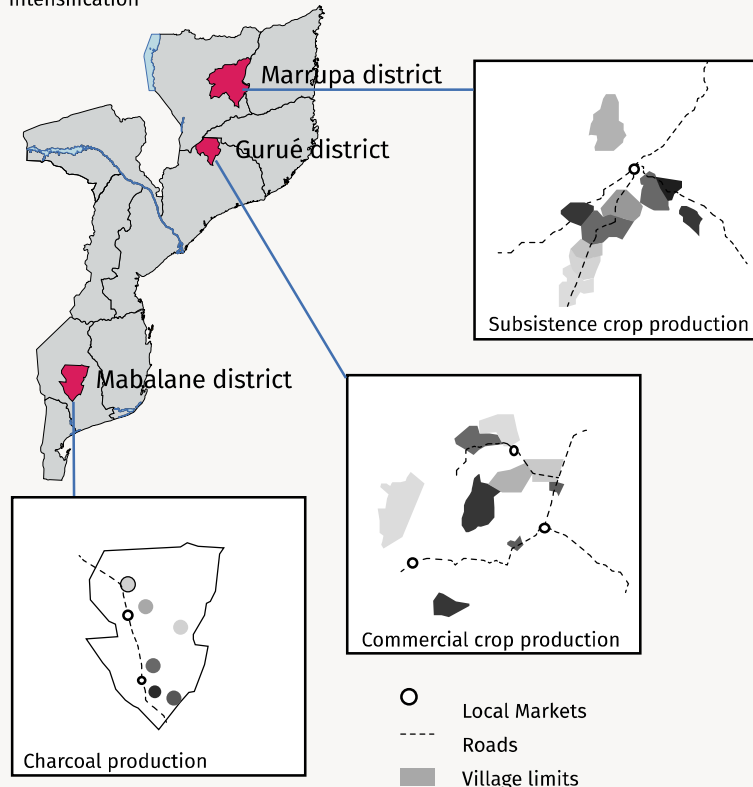 intensification
Marrupa district
Gurué district
Subsistence crop production
Mabalane district
Commercial crop production
Charcoal production
Local Markets
Roads
Village limits